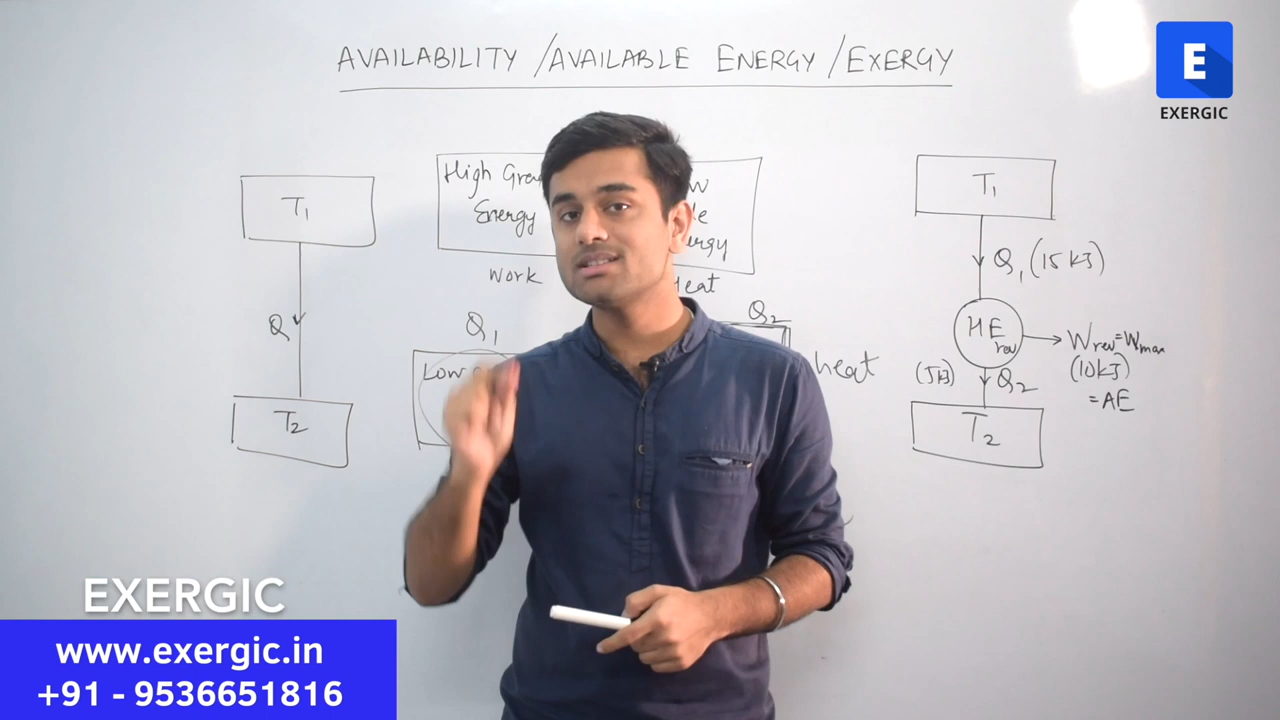 AVAILABILITY /AVAILABLE ENERGY /EXERGY
E
EXERGIC
T1
Q
T2
High Gra
Energy
Work
ergy
Heat
Q1
Low
Q2
heat
T1
Q1 (15 kJ)
HE rev
Wrev=Wmax
(10kJ)
=AE
(5kJ) Q2
T2
EXERGIC
www.exergic.in
+91 - 9536651816